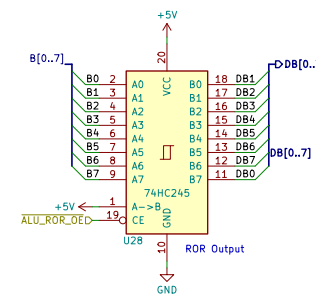 +5V
B[0..7]
DB[0..
20
VCC
B0 2 A0 B0 18 DB1
B1 3 A1 B1 17 DB2
B2 4 A2 B2 16 DB3
B3 5 A3 B3 15 DB4
B4 6 A4 B4 14 DB5
B5 7 A5 B5 13 DB6
B6 8 A6 B6 12 DB7
B7 9 A7 B7 11 DB0
DB[0..7]
74HC245
+5V 1 A->B
ALU_ROR_OE 19 CE
GND
U28
10
ROR Output
GND